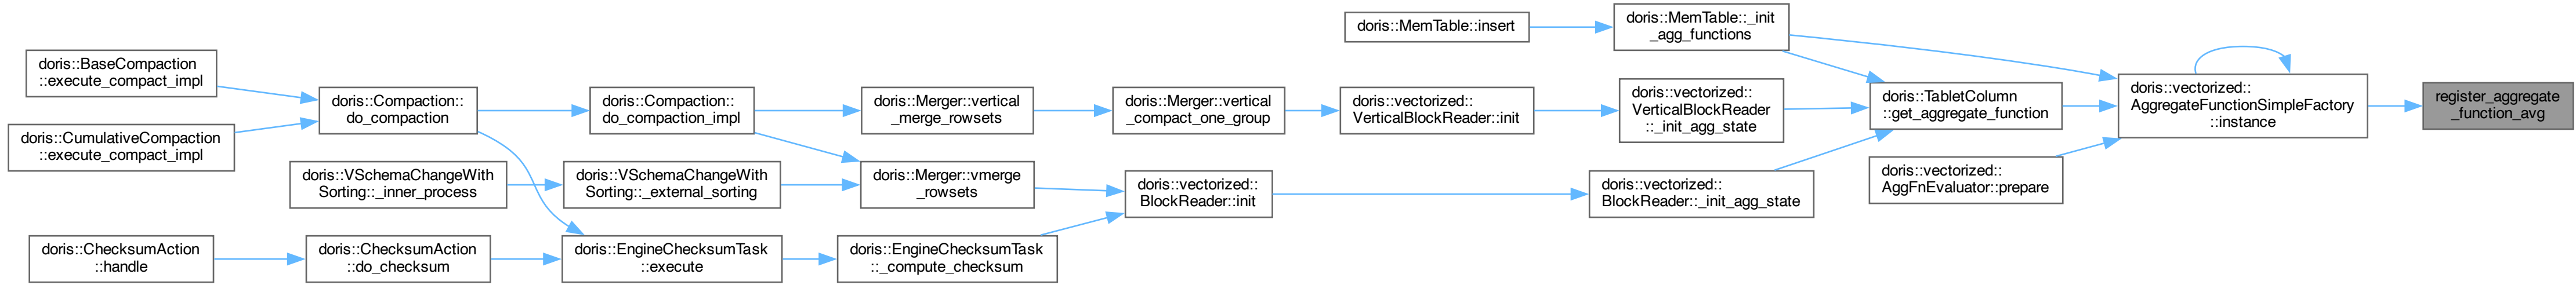 doris::BaseCompaction
::execute_compact_impl
doris::CumulativeCompaction
::execute_compact_impl
doris::ChecksumAction
::handle
doris::Compaction::
do_compaction
doris::VSchemaChangeWith
Sorting::_inner_process
doris::ChecksumAction
::do_checksum
doris::Compaction::
do_compaction_impl
doris::VSchemaChangeWith
Sorting::_external_sorting
doris::EngineChecksumTask
::execute
doris::Merger::vertical
_merge_rowsets
doris::Merger::vmerge
_rowsets
doris::EngineChecksumTask
::_compute_checksum
doris::Merger::vertical
_compact_one_group
doris::vectorized::
BlockReader::init
doris::MemTable::insert
doris::vectorized::
VerticalBlockReader::init
doris::MemTable::_init
_agg_functions
doris::vectorized::
VerticalBlockReader
::_init_agg_state
doris::vectorized::
BlockReader::_init_agg_state
doris::TabletColumn
::get_aggregate_function
doris::vectorized::
AggFnEvaluator::prepare
doris::vectorized::
AggregateFunctionSimpleFactory
::instance
register_aggregate
_function_avg